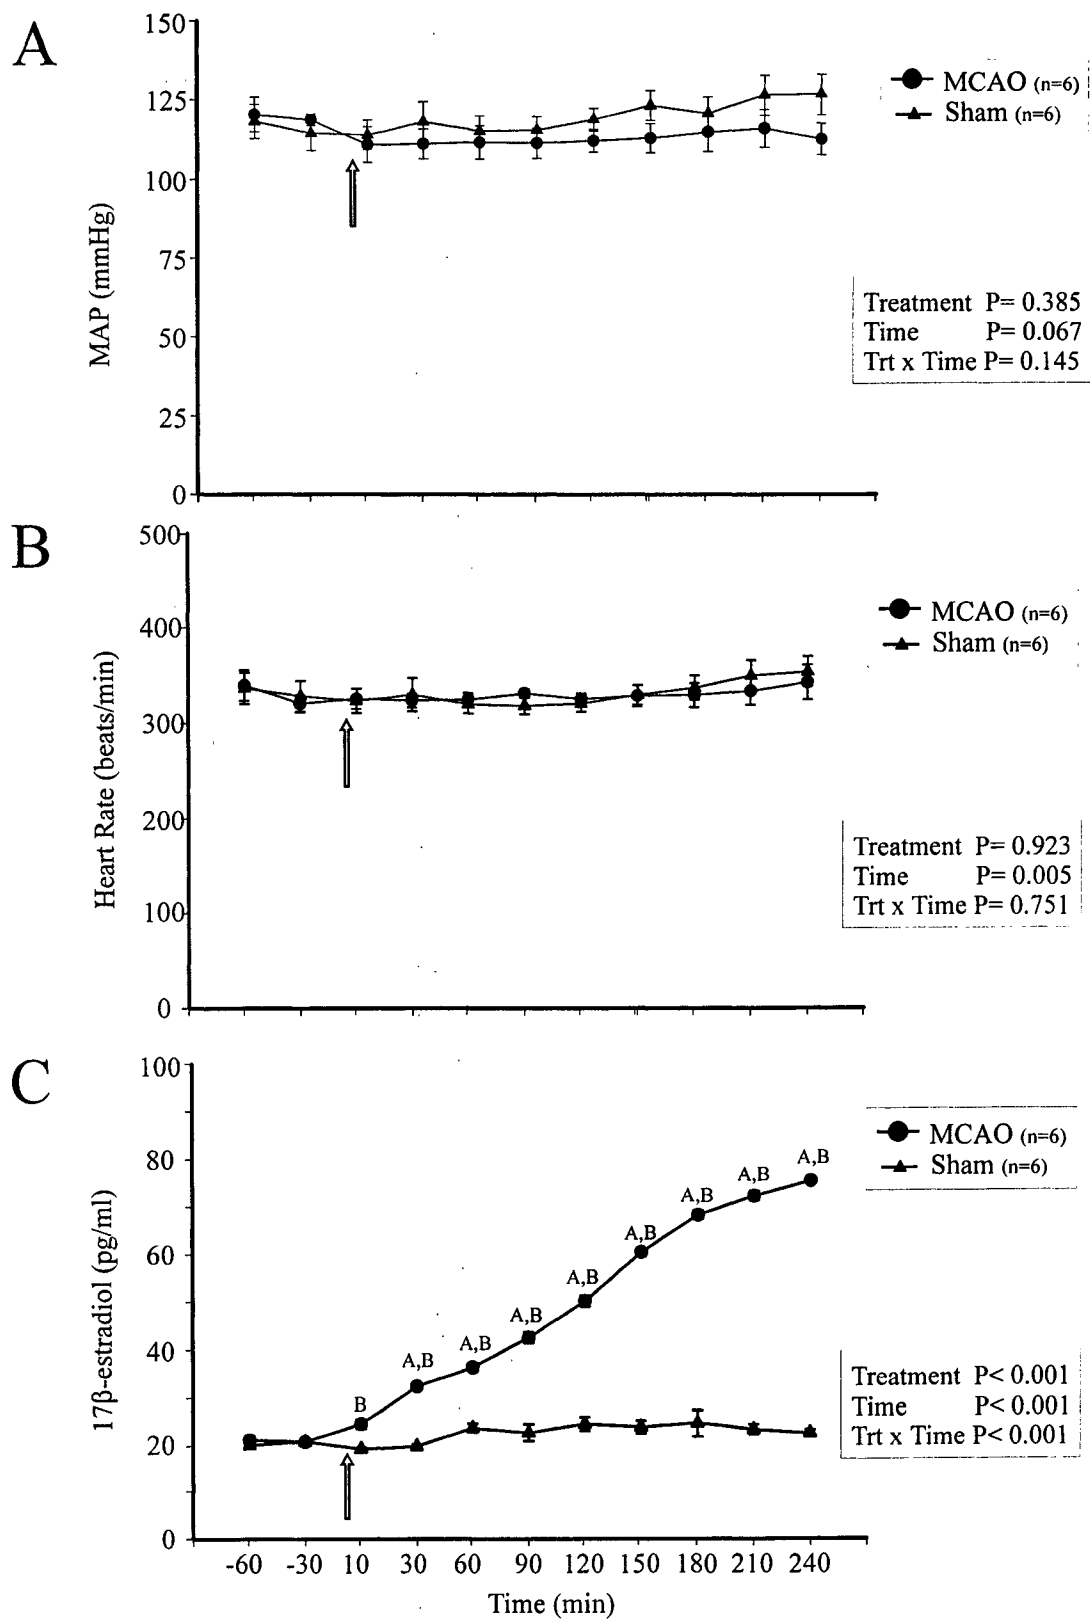 A
150
125
100
75
50
25
0
MAP (mmHg)
MCAO (n=6)
Sham (n=6)
Treatment P= 0.385
Time P= 0.067
Trt x Time P= 0.145
B
500
400
300
200
100
0
Heart Rate (beats/min)
MCAO (n=6)
Sham (n=6)
Treatment P= 0.923
Time P= 0.005
Trt x Time P= 0.751
C
100
80
60
40
20
0
17β-estradiol (pg/ml)
MCAO (n=6)
Sham (n=6)
B
A,B
A,B
A,B
A,B
A,B
A,B
A,B
A,B
Treatment P< 0.001
Time P< 0.001
Trt x Time P< 0.001
-60 -30 10 30 60 90 120 150 180 210 240
Time (min)